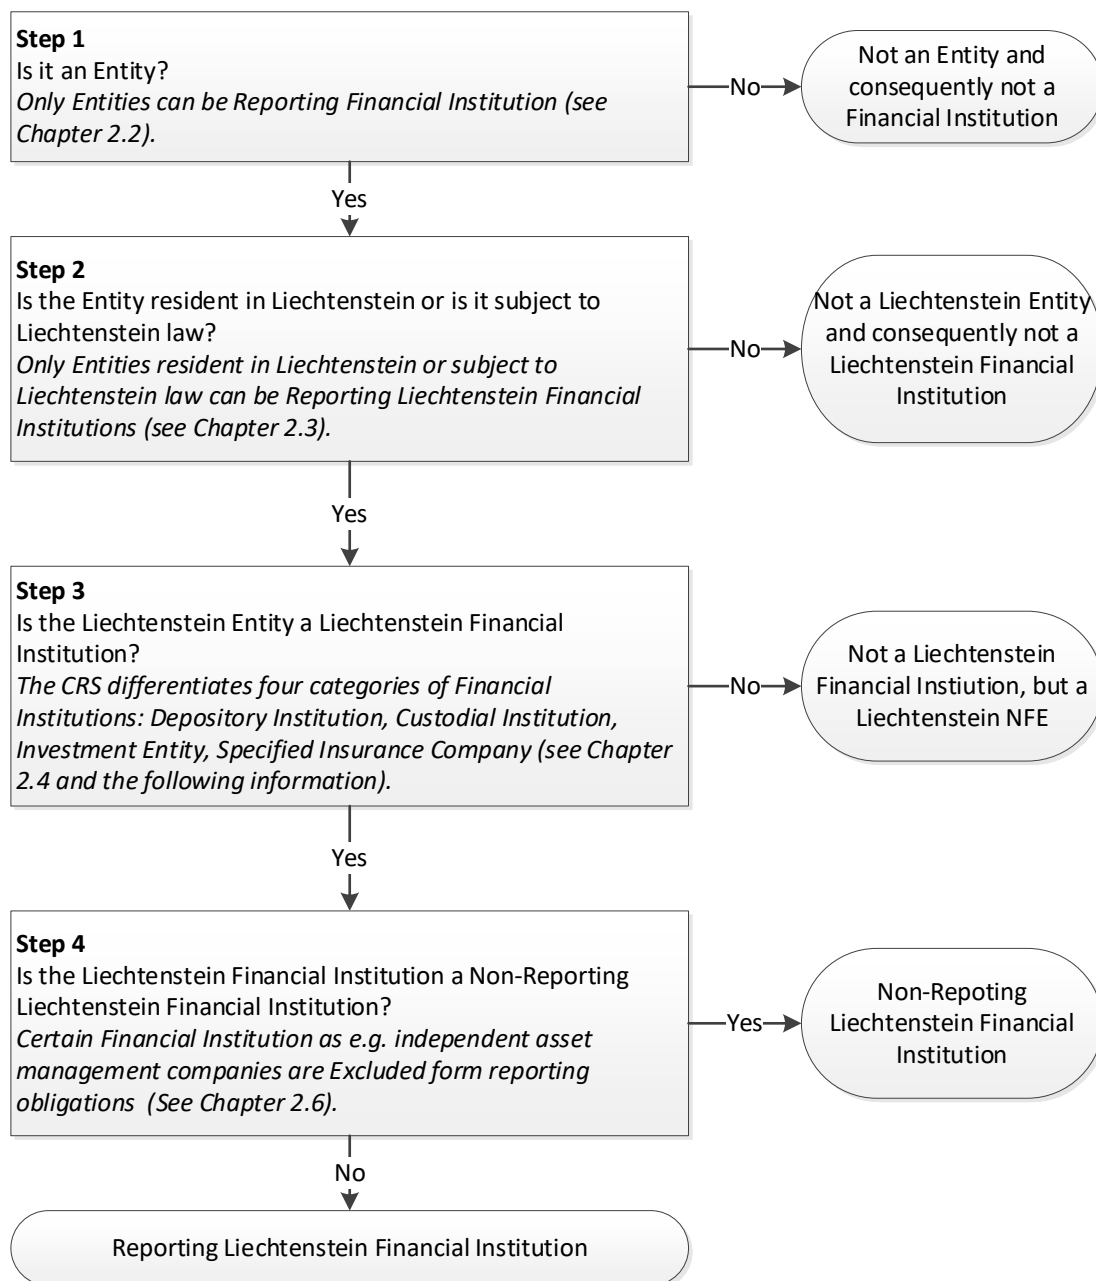 Step 1
Is it an Entity?
Only Entities can be Reporting Financial Institution (see
Chapter 2.2).
No
Not an Entity and
consequently not a
Financial Institution
Yes
Step 2
Is the Entity resident in Liechtenstein or is it subject to
Liechtenstein law?
Only Entities resident in Liechtenstein or subject to
Liechtenstein law can be Reporting Liechtenstein Financial
Institutions (see Chapter 2.3).
No
Not a Liechtenstein Entity
and consequently not a
Liechtenstein Financial
Institution
Yes
Step 3
Is the Liechtenstein Entity a Liechtenstein Financial
Institution?
The CRS differentiates four categories of Financial
Institutions: Depository Institution, Custodial Institution,
Investment Entity, Specified Insurance Company (see Chapter
2.4 and the following information).
No
Not a Liechtenstein
Financial Instiution, but a
Liechtenstein NFE
Yes
Step 4
Is the Liechtenstein Financial Institution a Non-Reporting
Liechtenstein Financial Institution?
Certain Financial Institution as e.g. independent asset
management companies are Excluded form reporting
obligations  (See Chapter 2.6).
Yes
Non-Repoting
Liechtenstein Financial
Institution
No
Reporting Liechtenstein Financial Institution